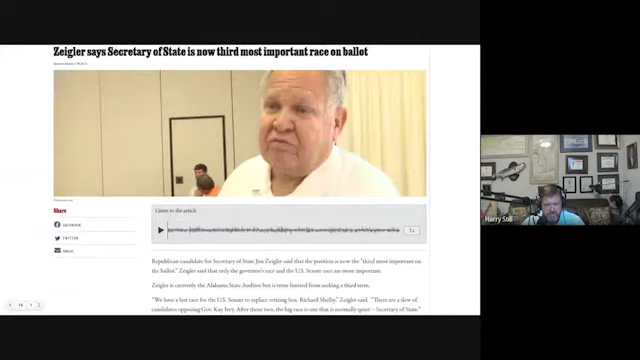 Zeigler says Secretary of State is now third most important race on ballot
Share
FACEBOOK
TWITTER
EMAIL
Listen to the article
1x
Republican candidate for Secretary of State Jim Zeigler said that the position is now the "third most important on
the ballot." Zeigler said that only the governor's race and the U.S. Senate race are more important.
Zeigler is currently the Alabama State Auditor but is term-limited from seeking a third term.
"We have a hot race for the U.S. Senate to replace retiring Sen. Richard Shelby," Zeigler said. "There are a slew of
candidates opposing Gov. Kay Ivey. After those two, the big race is one that is normally quiet – Secretary of State."
Harry Still